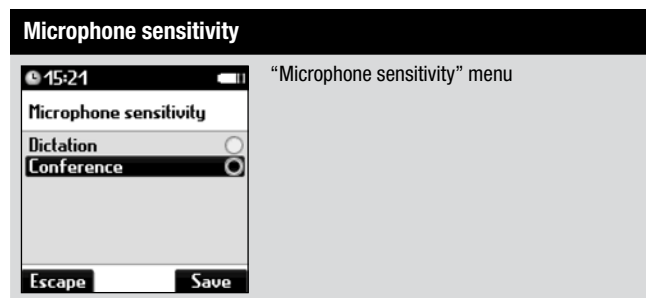 Microphone sensitivity
15:21
“Microphone sensitivity” menu
Microphone sensitivity
Dictation
Conference
Escape Save